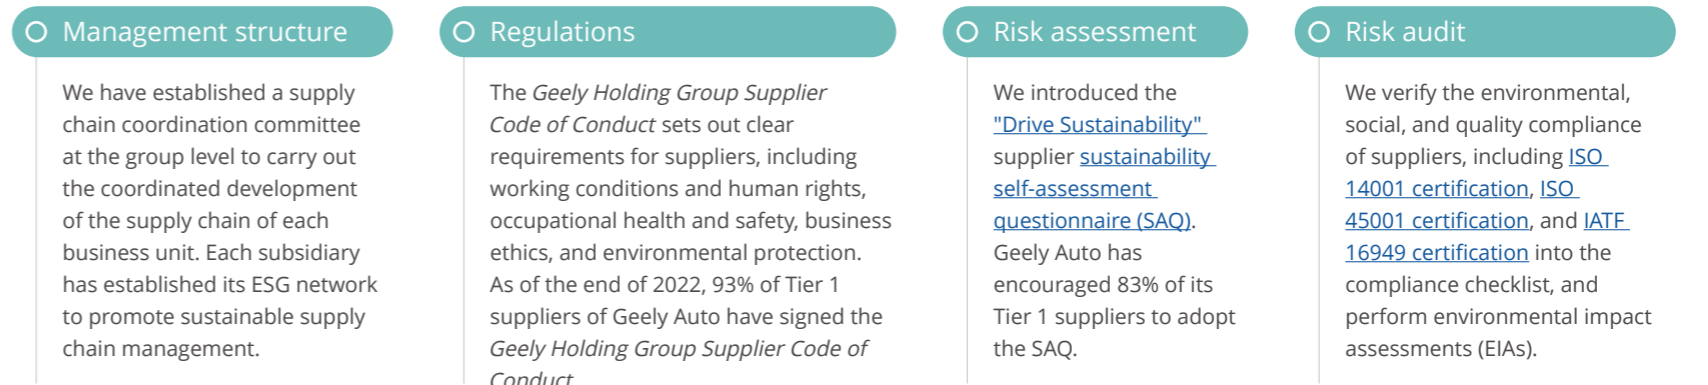 Management structure
We have established a supply
chain coordination committee
at the group level to carry out
the coordinated development
of the supply chain of each
business unit. Each subsidiary
has established its ESG network
to promote sustainable supply
chain management.
Regulations
The Geely Holding Group Supplier
Code of Conduct sets out clear
requirements for suppliers, including
working conditions and human rights,
occupational health and safety, business
ethics, and environmental protection.
As of the end of 2022, 93% of Tier 1
suppliers of Geely Auto have signed the
Geely Holding Group Supplier Code of
Conduct
Risk assessment
We introduced the
"Drive Sustainability"
supplier sustainability
self-assessment
questionnaire (SAQ).
Geely Auto has
encouraged 83% of its
Tier 1 suppliers to adopt
the SAQ.
Risk audit
We verify the environmental,
social, and quality compliance
of suppliers, including ISO
14001 certification, ISO
45001 certification, and IATF
16949 certification into the
compliance checklist, and
perform environmental impact
assessments (EIAs).